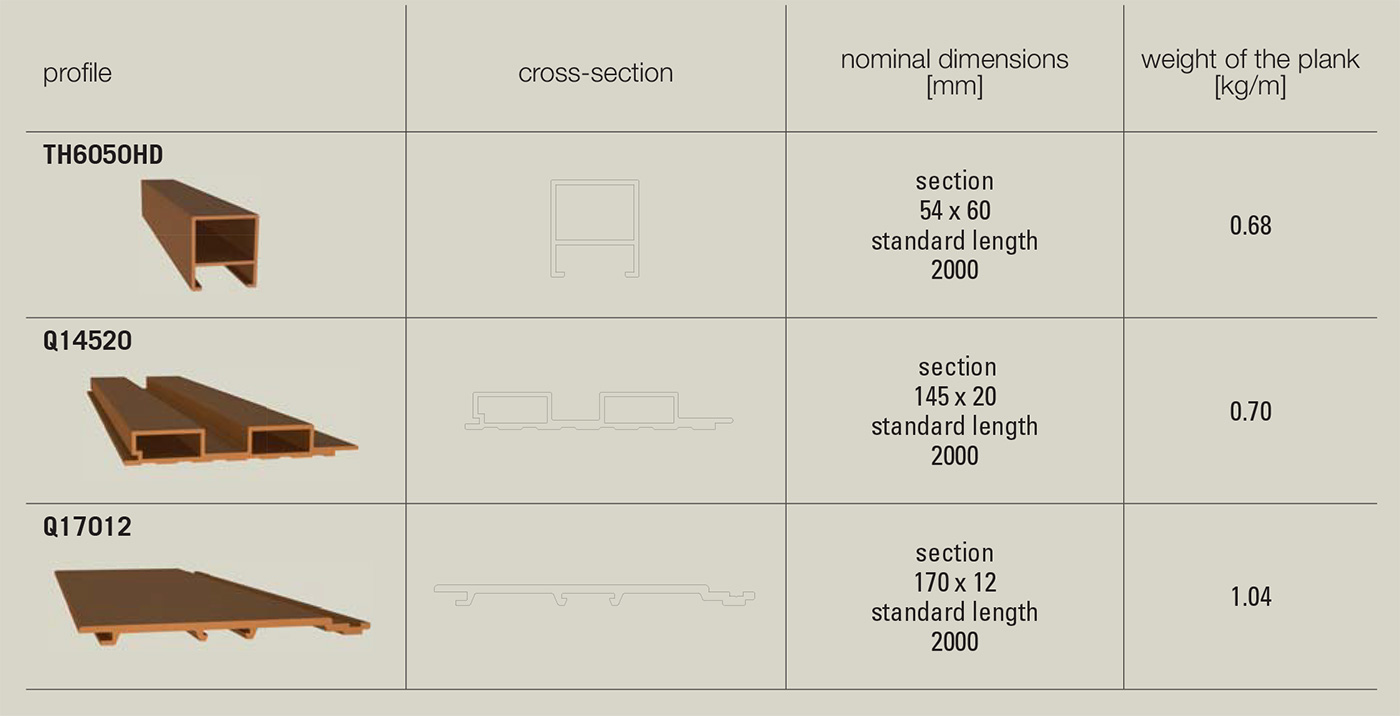 profile
cross-section
nominal dimensions
[mm]
weight of the plank
[kg/m]
TH6050HD
section
54 x 60
standard length
2000
0.68
Q14520
section
145 x 20
standard length
2000
0.70
Q17012
section
170 x 12
standard length
2000
1.04